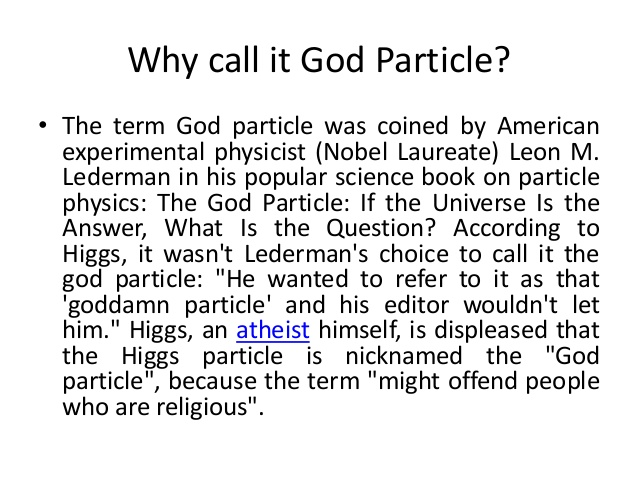 Why call it God Particle?
• The term God particle was coined by American
experimental physicist (Nobel Laureate) Leon M.
Lederman in his popular science book on particle
physics: The God Particle: If the Universe Is the
Answer, What Is the Question? According to
Higgs, it wasn't Lederman's choice to call it the
god particle: "He wanted to refer to it as that
'goddamn particle' and his editor wouldn't let
him." Higgs, an atheist himself, is displeased that
the Higgs particle is nicknamed the "God
particle", because the term "might offend people
who are religious".